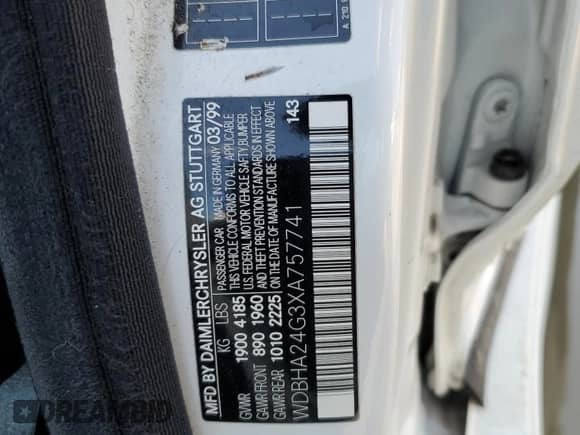 A 210
MFD BY DAIMLERCHRYSLER AG STUTTGART
PASSENGER CAR MADE IN GERMANY 03/99
KG LBS THIS VEHICLE CONFORMS TO ALL APPLICABLE
GVWR 1900 4185 U.S. FEDERAL MOTOR VEHICLE SAFETY, BUMPER
GAWR FRONT 890 1960 AND THEFT PREVENTION STANDARDS IN EFFECT
GAWR REAR 1010 2225 ON THE DATE OF MANUFACTURE SHOWN ABOVE
143
WDBHA24G3XA757741
DREAMBID